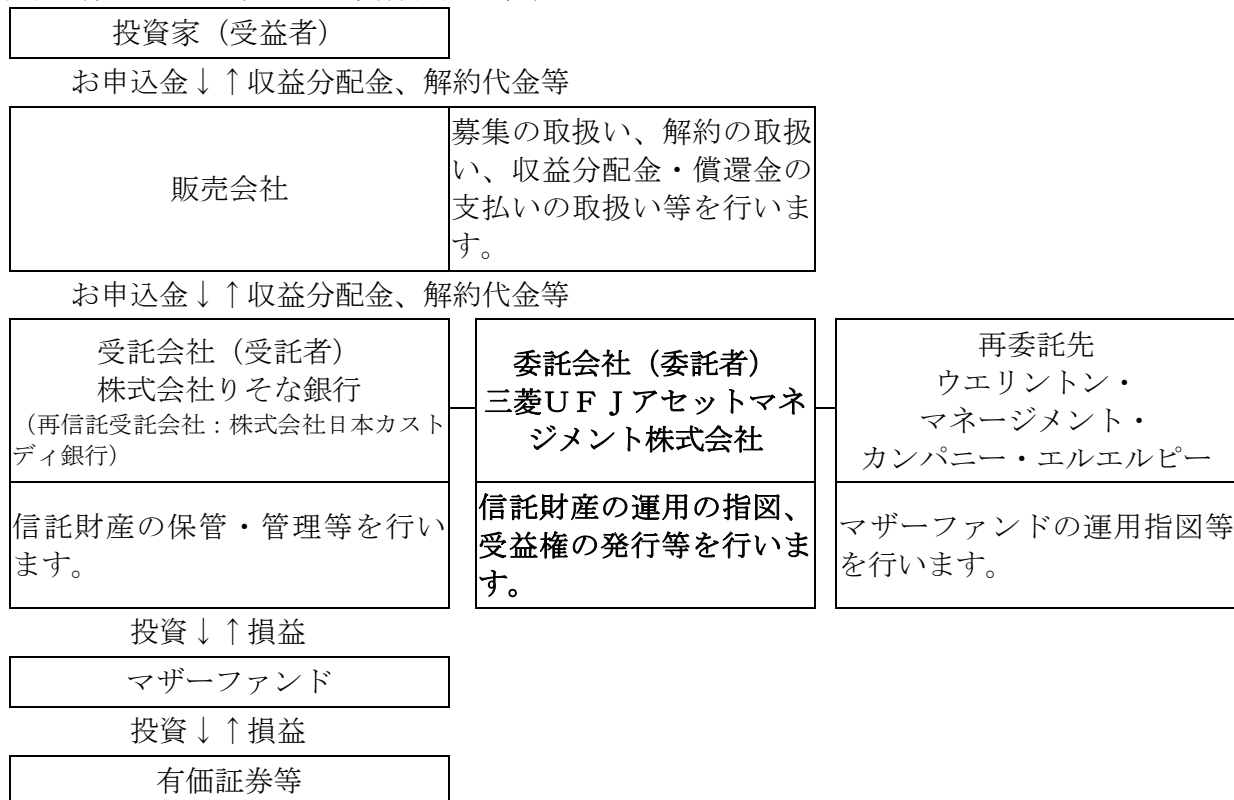 投資家（受益者）
お申込金↓↑収益分配金、解約代金等
販売会社
募集の取扱い、解約の取扱
い、収益分配金・償還金の
支払いの取扱い等を行いま
す。
お申込金↓↑収益分配金、解約代金等
受託会社（受託者）
株式会社りそな銀行
（再信託受託会社：株式会社日本カスト
ディ銀行）
委託会社（委託者）
三菱ＵＦＪアセットマネ
ジメント株式会社
再委託先
ウエリントン・
マネージメント・
カンパニー・エルエルピー
信託財産の保管・管理等を行い
ます。
信託財産の運用の指図、
受益権の発行等を行いま
す。
マザーファンドの運用指図等
を行います。
投資↓↑損益
マザーファンド
投資↓↑損益
有価証券等